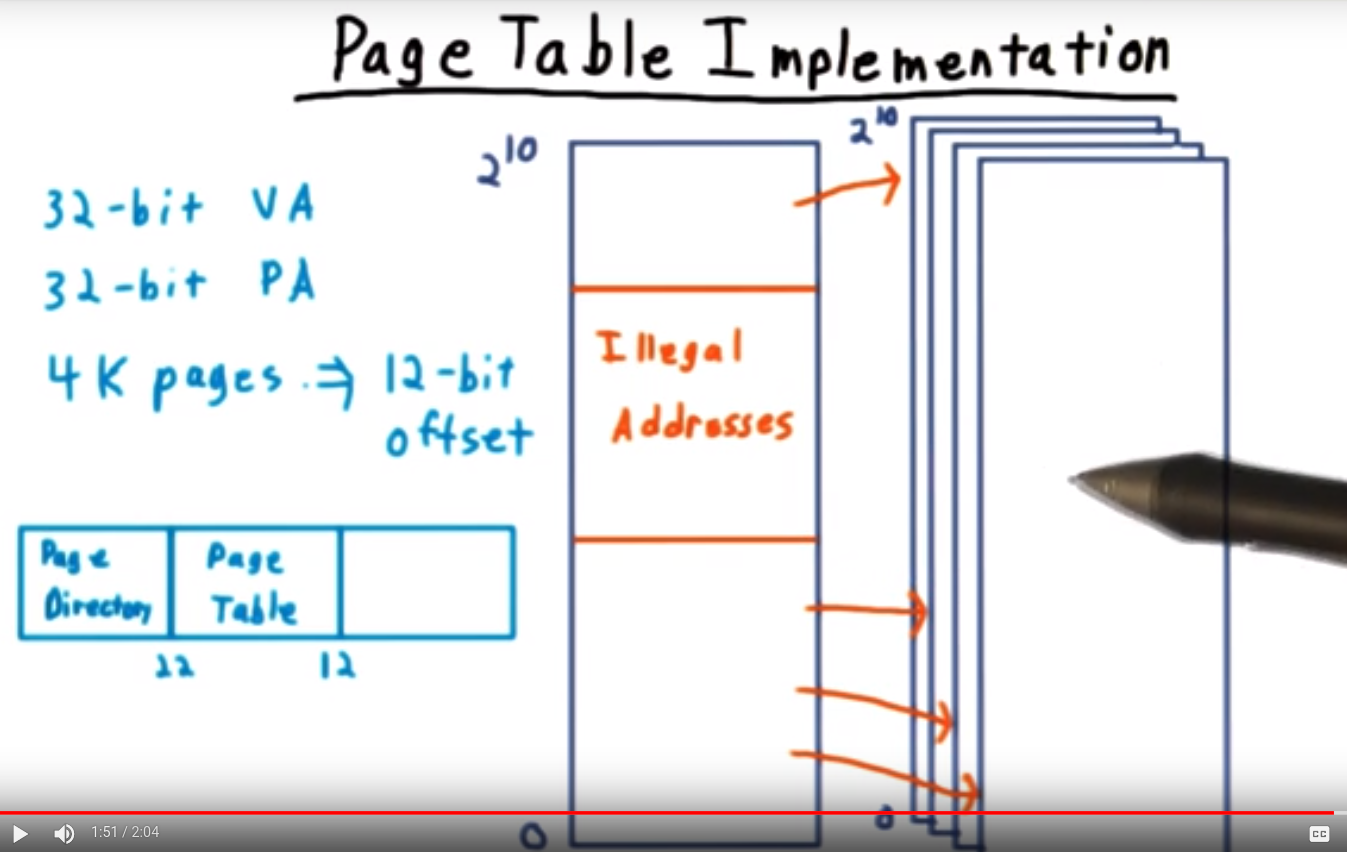 Page Table Implementation
2^10
2^10
32-bit VA
32-bit PA
4K pages ⇒ 12-bit
offset
Illegal
Addresses
Page
Directory
Page
Table
22
12
0
0
1:51 / 2:04
CC